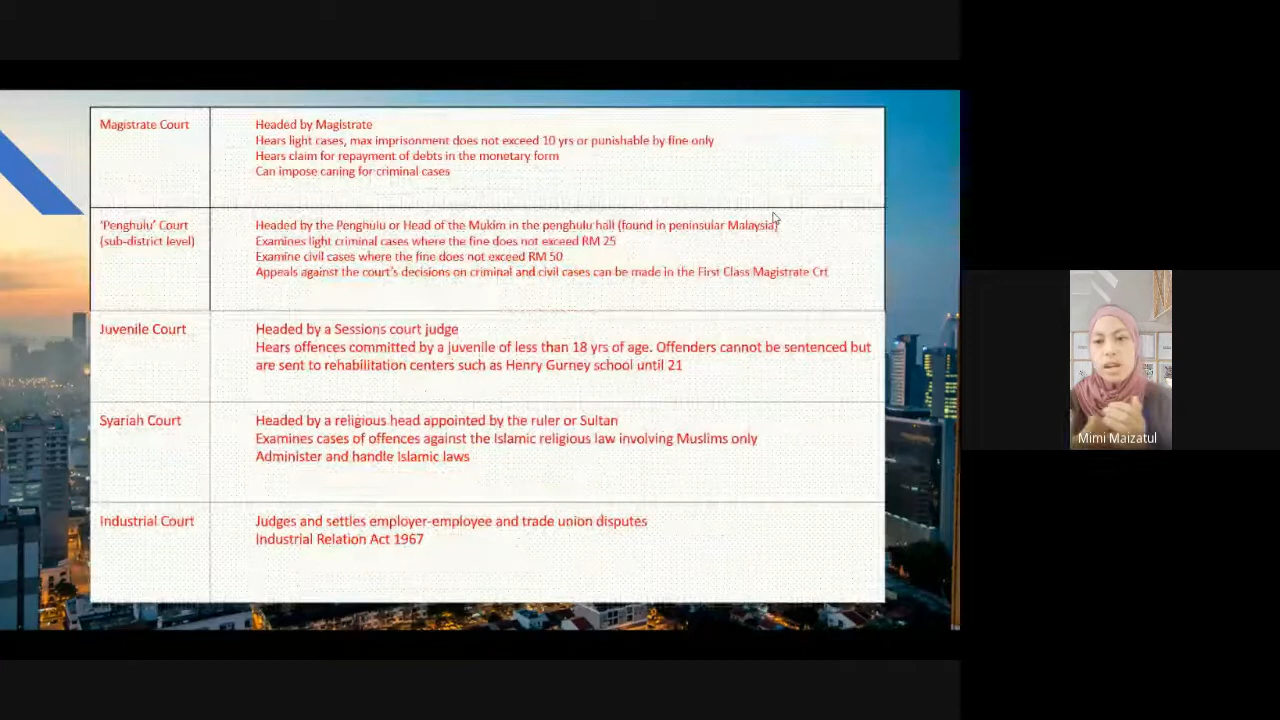 Magistrate Court
Headed by Magistrate
Hears light cases, max imprisonment does not exceed 10 yrs or punishable by fine only
Hears claim for repayment of debts in the monetary form
Can impose caning for criminal cases
‘Penghulu’ Court
(sub-district level)
Headed by the Penghulu or Head of the Mukim in the penghulu hall (found in peninsular Malaysia)
Examines light criminal cases where the fine does not exceed RM 25
Examine civil cases where the fine does not exceed RM 50
Appeals against the court’s decisions on criminal and civil cases can be made in the First Class Magistrate Crt
Juvenile Court
Headed by a Sessions court judge
Hears offences committed by a juvenile of less than 18 yrs of age. Offenders cannot be sentenced but
are sent to rehabilitation centers such as Henry Gurney school until 21
Syariah Court
Headed by a religious head appointed by the ruler or Sultan
Examines cases of offences against the Islamic religious law involving Muslims only
Administer and handle Islamic laws
Industrial Court
Judges and settles employer-employee and trade union disputes
Industrial Relation Act 1967
Mimi Maizatul